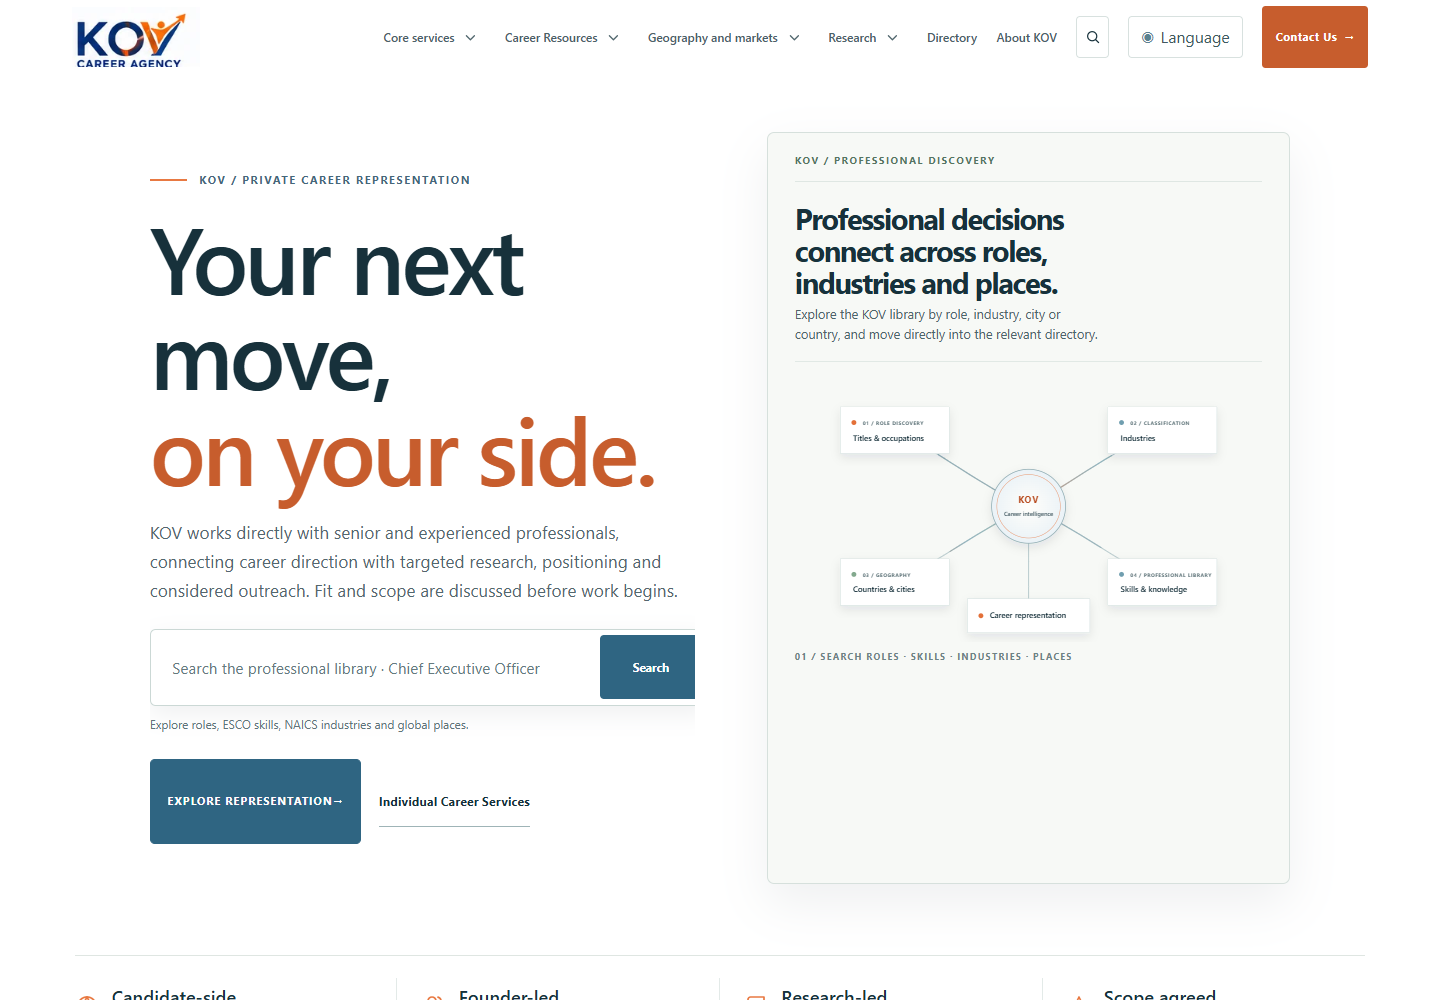 KOV
CAREER AGENCY
Core services
Career Resources
Geography and markets
Research
Directory
About KOV
Language
Contact Us →
KOV / PRIVATE CAREER REPRESENTATION
Your next
move,
on your side.
KOV works directly with senior and experienced professionals,
connecting career direction with targeted research, positioning and
considered outreach. Fit and scope are discussed before work begins.
Search the professional library · Chief Executive Officer
Search
Explore roles, ESCO skills, NAICS industries and global places.
EXPLORE REPRESENTATION→
Individual Career Services
KOV / PROFESSIONAL DISCOVERY
Professional decisions
connect across roles,
industries and places.
Explore the KOV library by role, industry, city or
country, and move directly into the relevant directory.
01 / ROLE DISCOVERY
Titles & occupations
02 / CLASSIFICATION
Industries
KOV
Career intelligence
03 / GEOGRAPHY
Countries & cities
04 / PROFESSIONAL LIBRARY
Skills & knowledge
Career representation
01 / SEARCH ROLES · SKILLS · INDUSTRIES · PLACES
Candidate-side
Founder-led
Research-led
Scope agreed